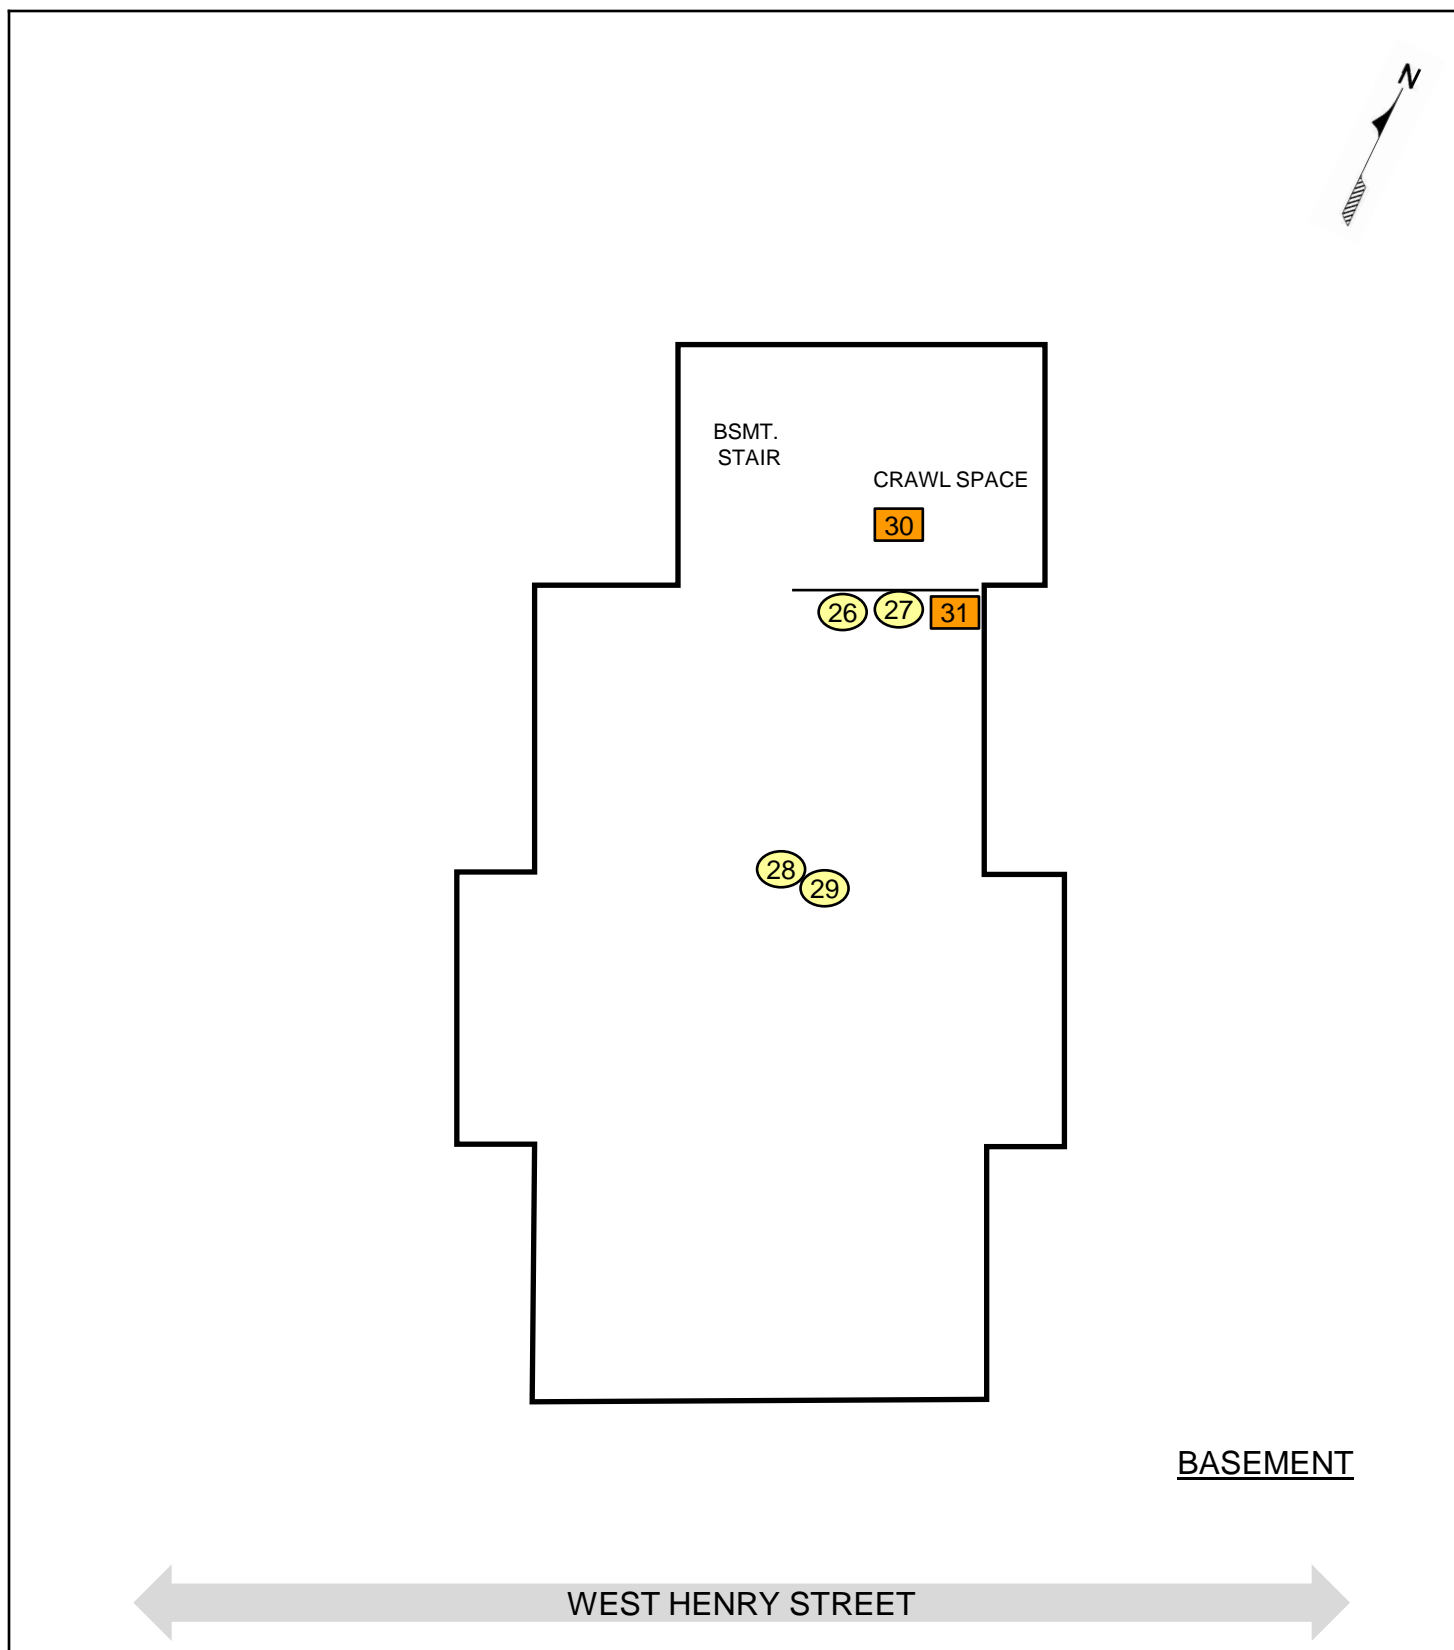 N
BSMT.
STAIR
CRAWL SPACE
30
26
27
31
28
29
BASEMENT
WEST HENRY STREET